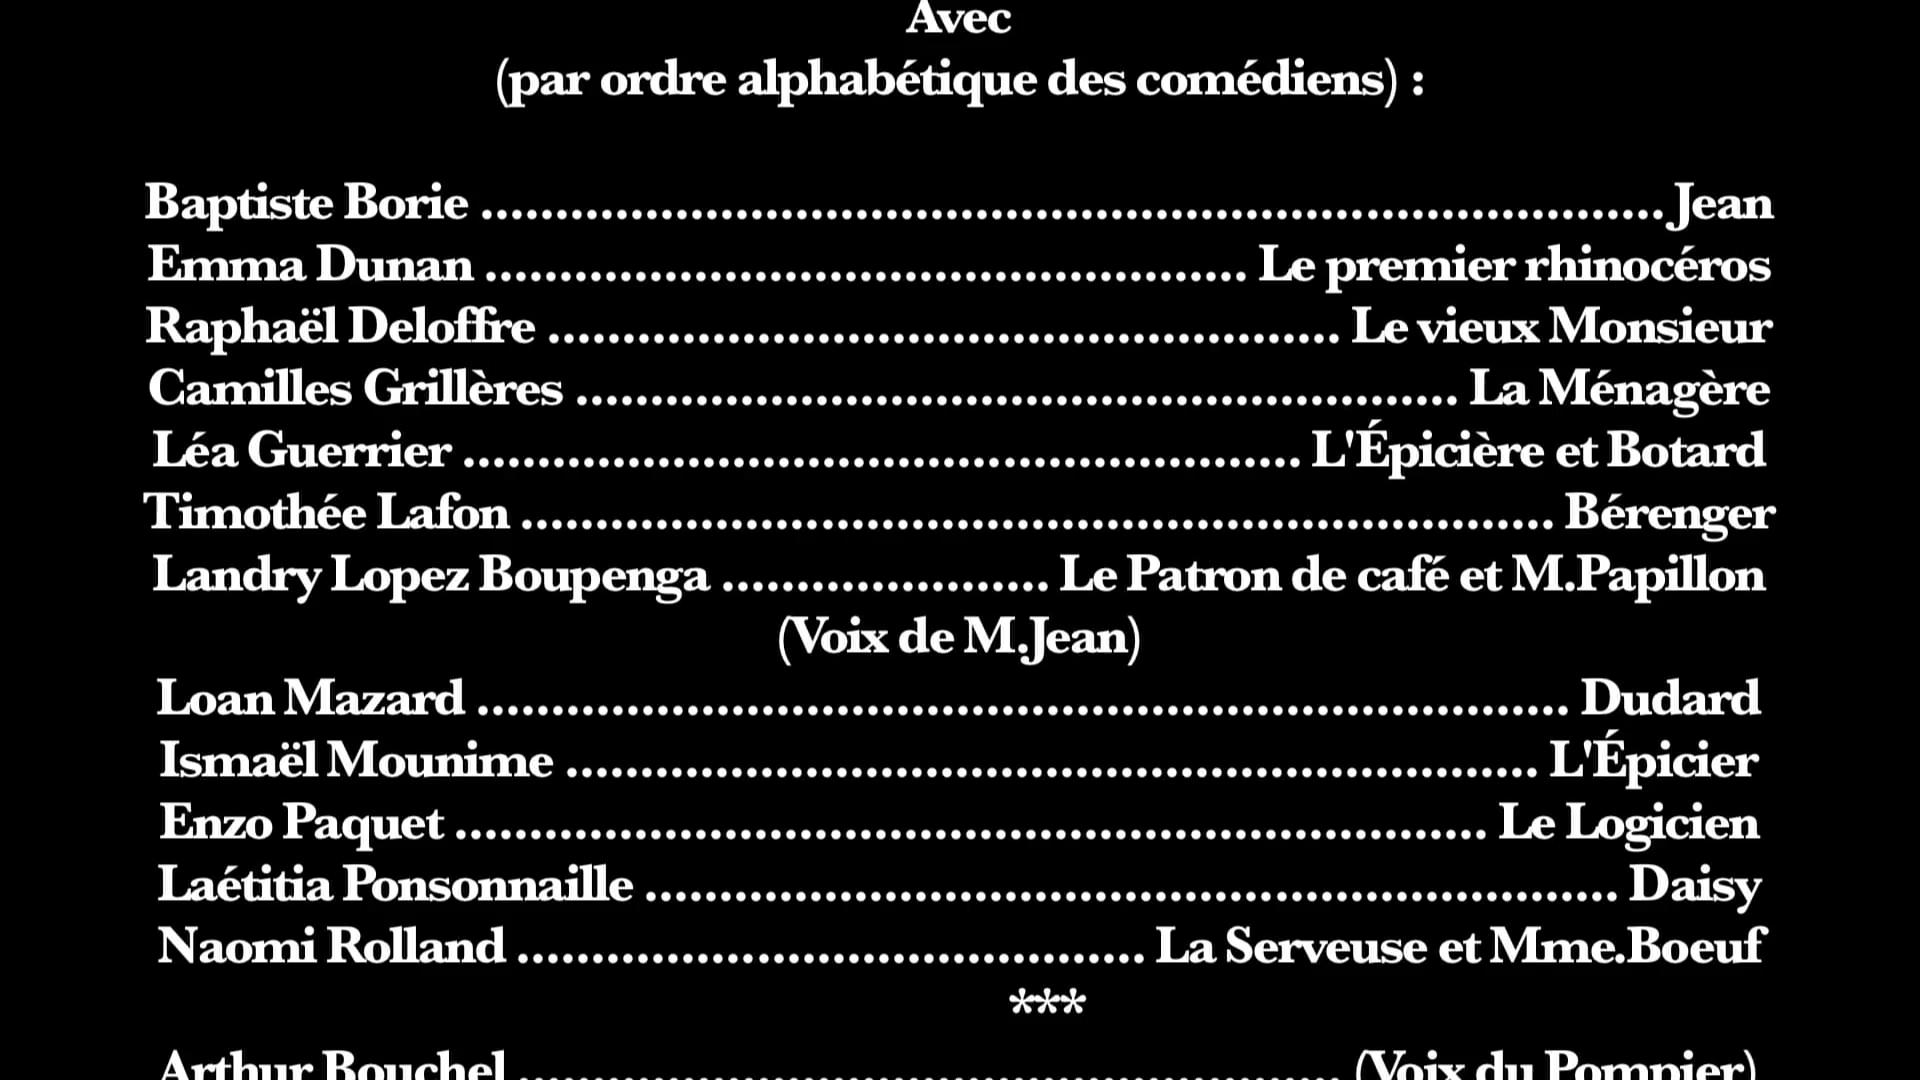 Avec
(par ordre alphabétique des comédiens) :
Baptiste Borie ............................................................................... Jean
Emma Dunan ................................................... Le premier rhinocéros
Raphaël Deloffre ..................................................... Le vieux Monsieur
Camilles Grillères ........................................................... La Ménagère
Léa Guerrier ........................................................ L'Épicière et Botard
Timothée Lafon ..................................................................... Bérenger
Landry Lopez Boupenga ...................... Le Patron de café et M.Papillon
(Voix de M.Jean)
Loan Mazard ......................................................................... Dudard
Ismaël Mounime ................................................................. L'Épicier
Enzo Paquet ..................................................................... Le Logicien
Laétitia Ponsonnaille ................................................................. Daisy
Naomi Rolland .......................................... La Serveuse et Mme.Boeuf
***
Arthur Bouchel ....................................................... (Voix du Pompier)